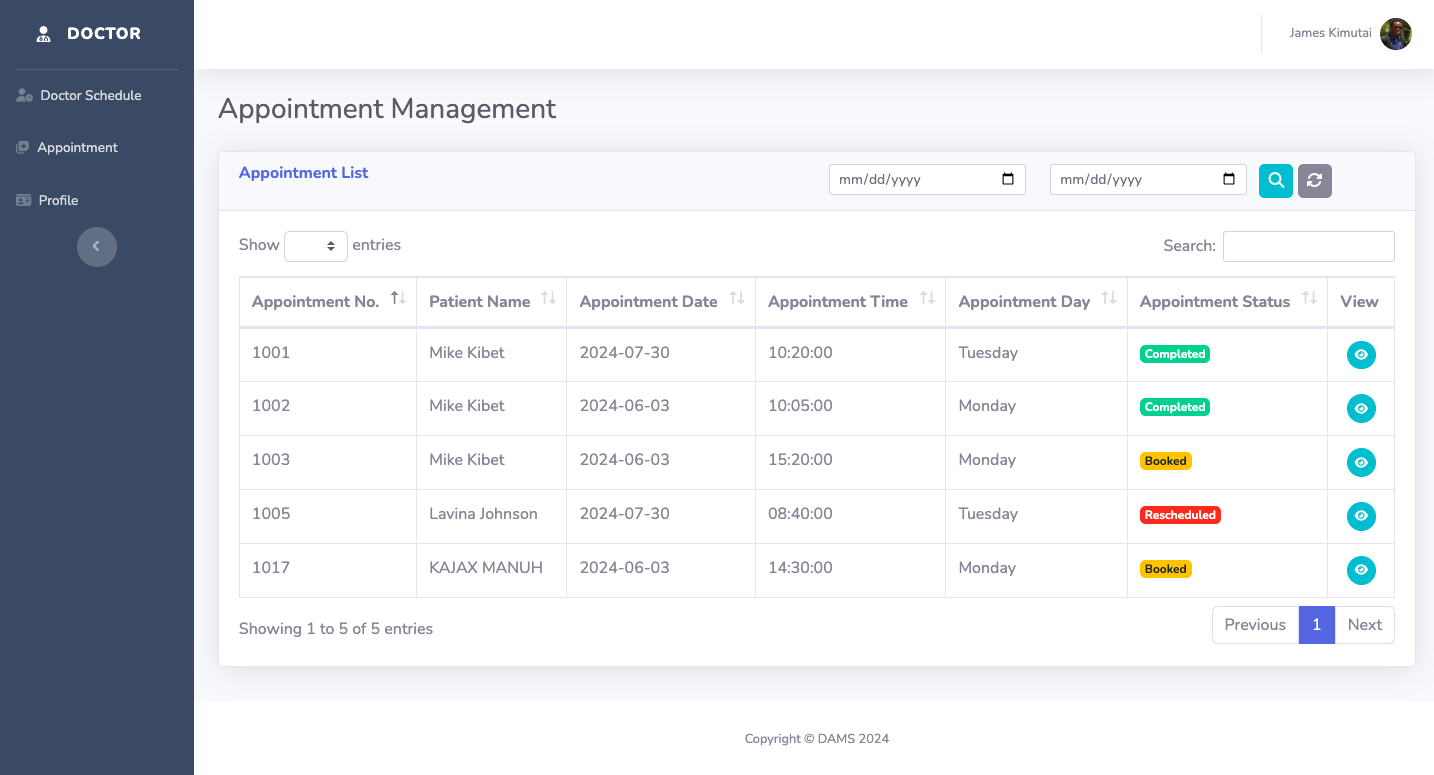 DOCTOR
James Kimutai
Doctor Schedule
Appointment
Profile
Appointment Management
Appointment List
mm/dd/yyyy
mm/dd/yyyy
Show entries
Search:
Appointment No. Patient Name Appointment Date Appointment Time Appointment Day Appointment Status View
1001 Mike Kibet 2024-07-30 10:20:00 Tuesday Completed
1002 Mike Kibet 2024-06-03 10:05:00 Monday Completed
1003 Mike Kibet 2024-06-03 15:20:00 Monday Booked
1005 Lavina Johnson 2024-07-30 08:40:00 Tuesday Rescheduled
1017 KAJAX MANUH 2024-06-03 14:30:00 Monday Booked
Showing 1 to 5 of 5 entries
Previous 1 Next
Copyright © DAMS 2024